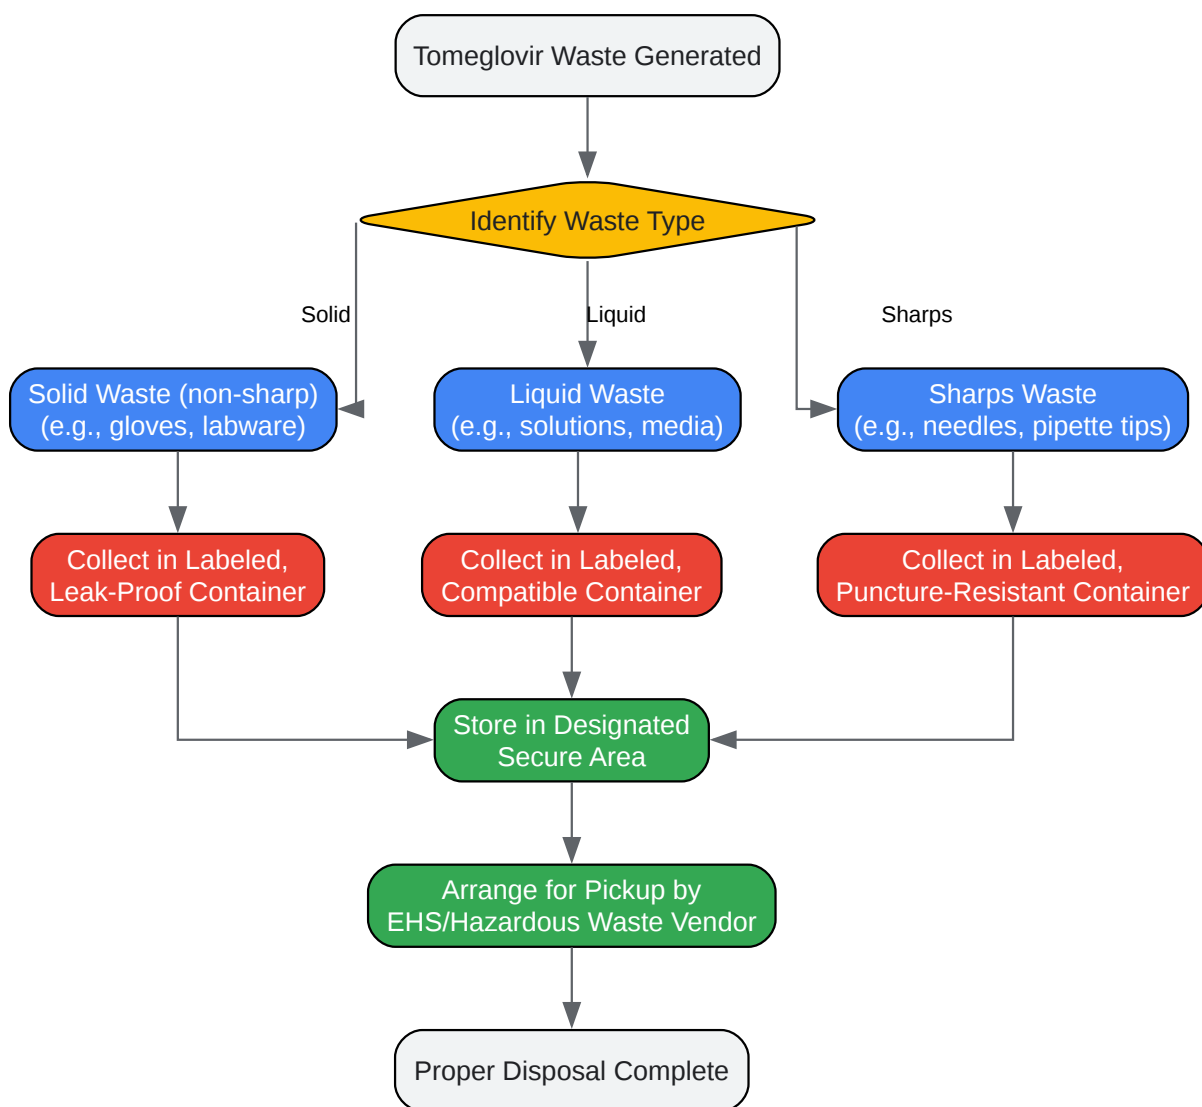 Tomeglovir Waste Generated
Identify Waste Type
Solid
Liquid
Sharps
Solid Waste (non-sharp)
(e.g., gloves, labware)
Liquid Waste
(e.g., solutions, media)
Sharps Waste
(e.g., needles, pipette tips)
Collect in Labeled,
Leak-Proof Container
Collect in Labeled,
Compatible Container
Collect in Labeled,
Puncture-Resistant Container
Store in Designated
Secure Area
Arrange for Pickup by
EHS/Hazardous Waste Vendor
Proper Disposal Complete